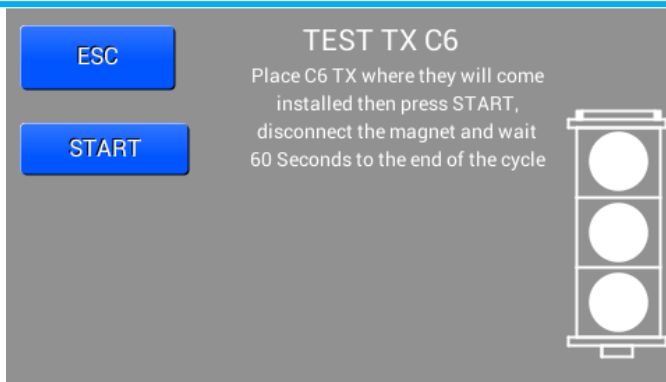 ESC
TEST TX C6
Place C6 TX where they will come
installed then press START,
disconnect the magnet and wait
60 Seconds to the end of the cycle
START